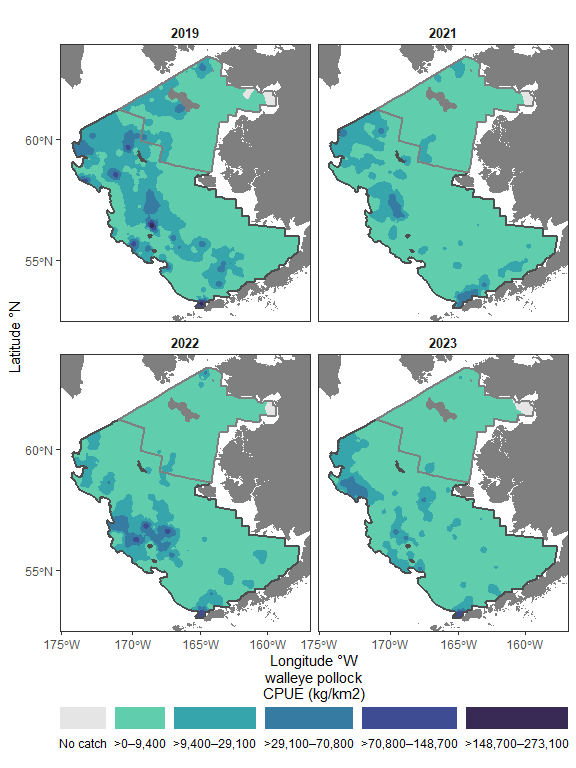 2019 2021
60°N
55°N
Latitude °N
2022 2023
60°N
55°N
175°W 170°W 165°W 160°W 175°W 170°W 165°W 160°W
Longitude °W
walleye pollock
CPUE (kg/km2)
No catch >0–9,400 >9,400–29,100 >29,100–70,800 >70,800–148,700 >148,700–273,100